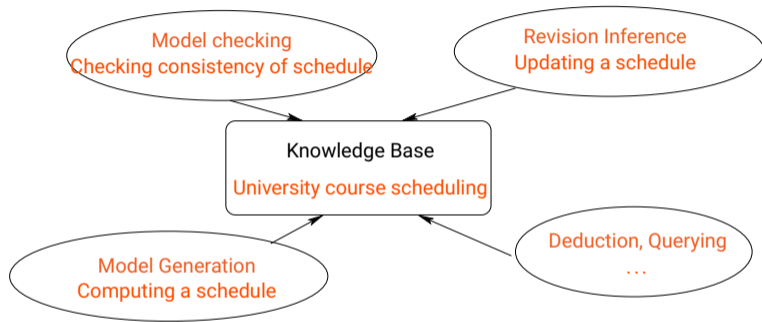 Model checking
Checking consistency of schedule
Revision Inference
Updating a schedule
Knowledge Base
University course scheduling
Model Generation
Computing a schedule
Deduction, Querying
...